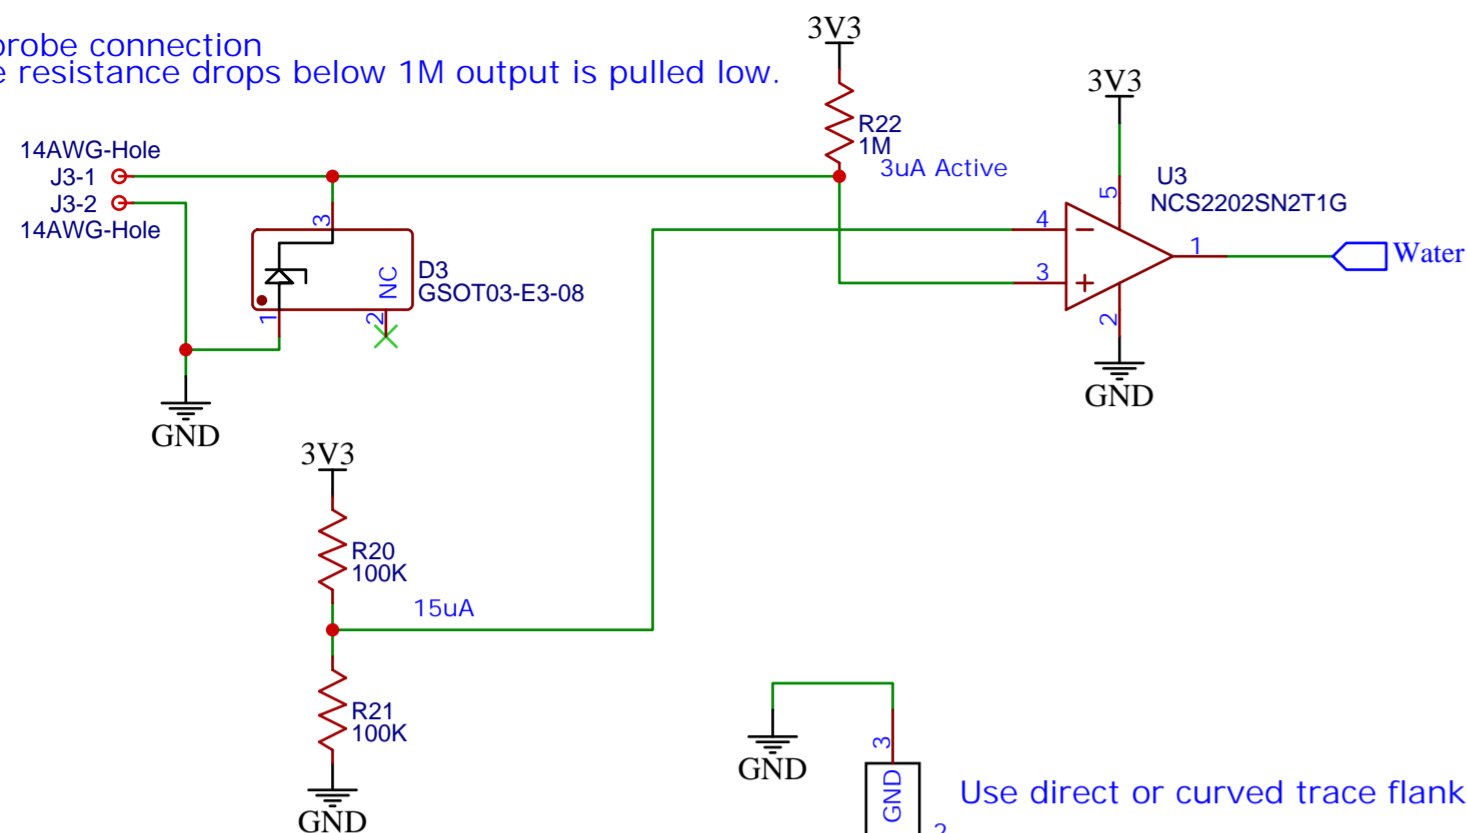 probe connection
e resistance drops below 1M output is pulled low.
3V3
3V3
R22
1M
3uA Active
14AWG-Hole
J3-1
J3-2
14AWG-Hole
3
1
NC
2
D3
GSOT03-E3-08
U3
NCS2202SN2T1G
5
4
3
1
2
Water
GND
GND
3V3
R20
100K
15uA
R21
100K
GND
GND
3
GND
2
Use direct or curved trace flank